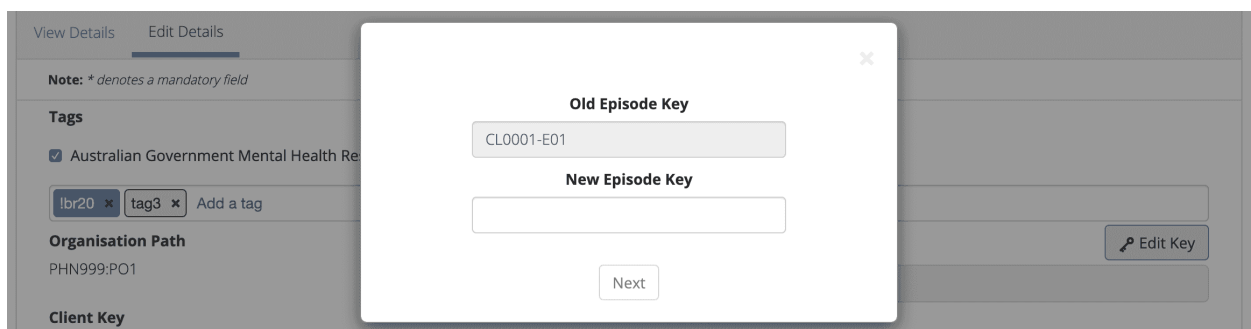 View Details Edit Details
Note: * denotes a mandatory field
Tags
Australian Government Mental Health Re
!br20 × tag3 × Add a tag
Organisation Path
PHN999:PO1
Client Key
Edit Key
×
Old Episode Key
CL0001-E01
New Episode Key
Next